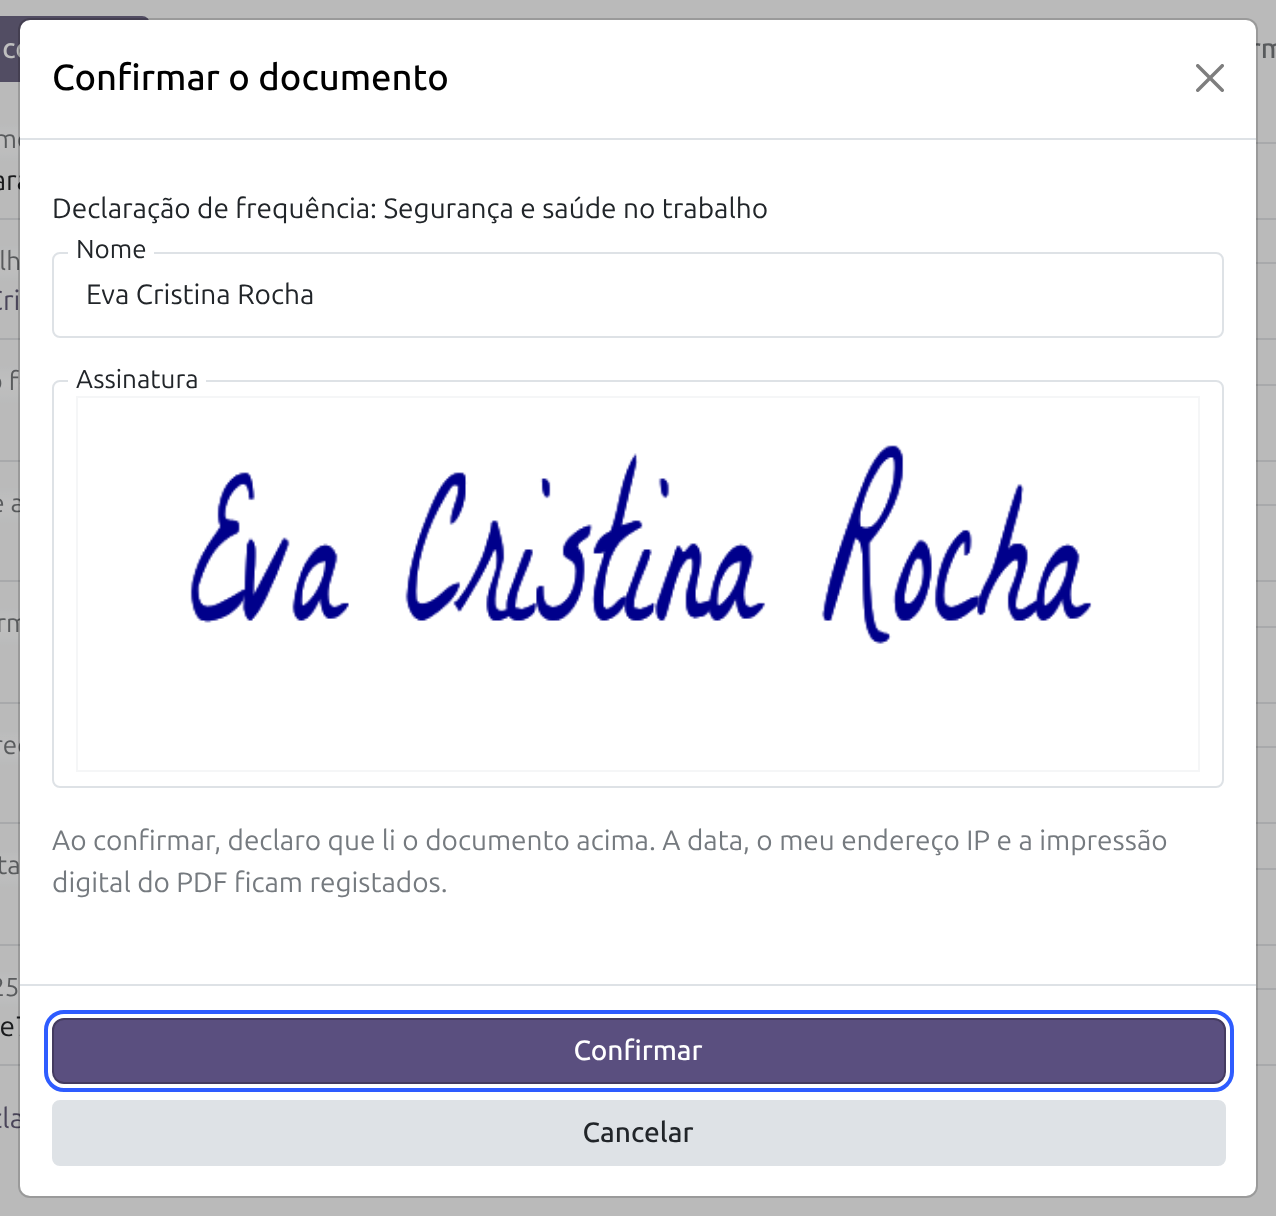 Confirmar o documento
Declaração de frequência: Segurança e saúde no trabalho
Nome
Eva Cristina Rocha
Assinatura
Eva Cristina Rocha
Ao confirmar, declaro que li o documento acima. A data, o meu endereço IP e a impressão
digital do PDF ficam registados.
Confirmar
Cancelar